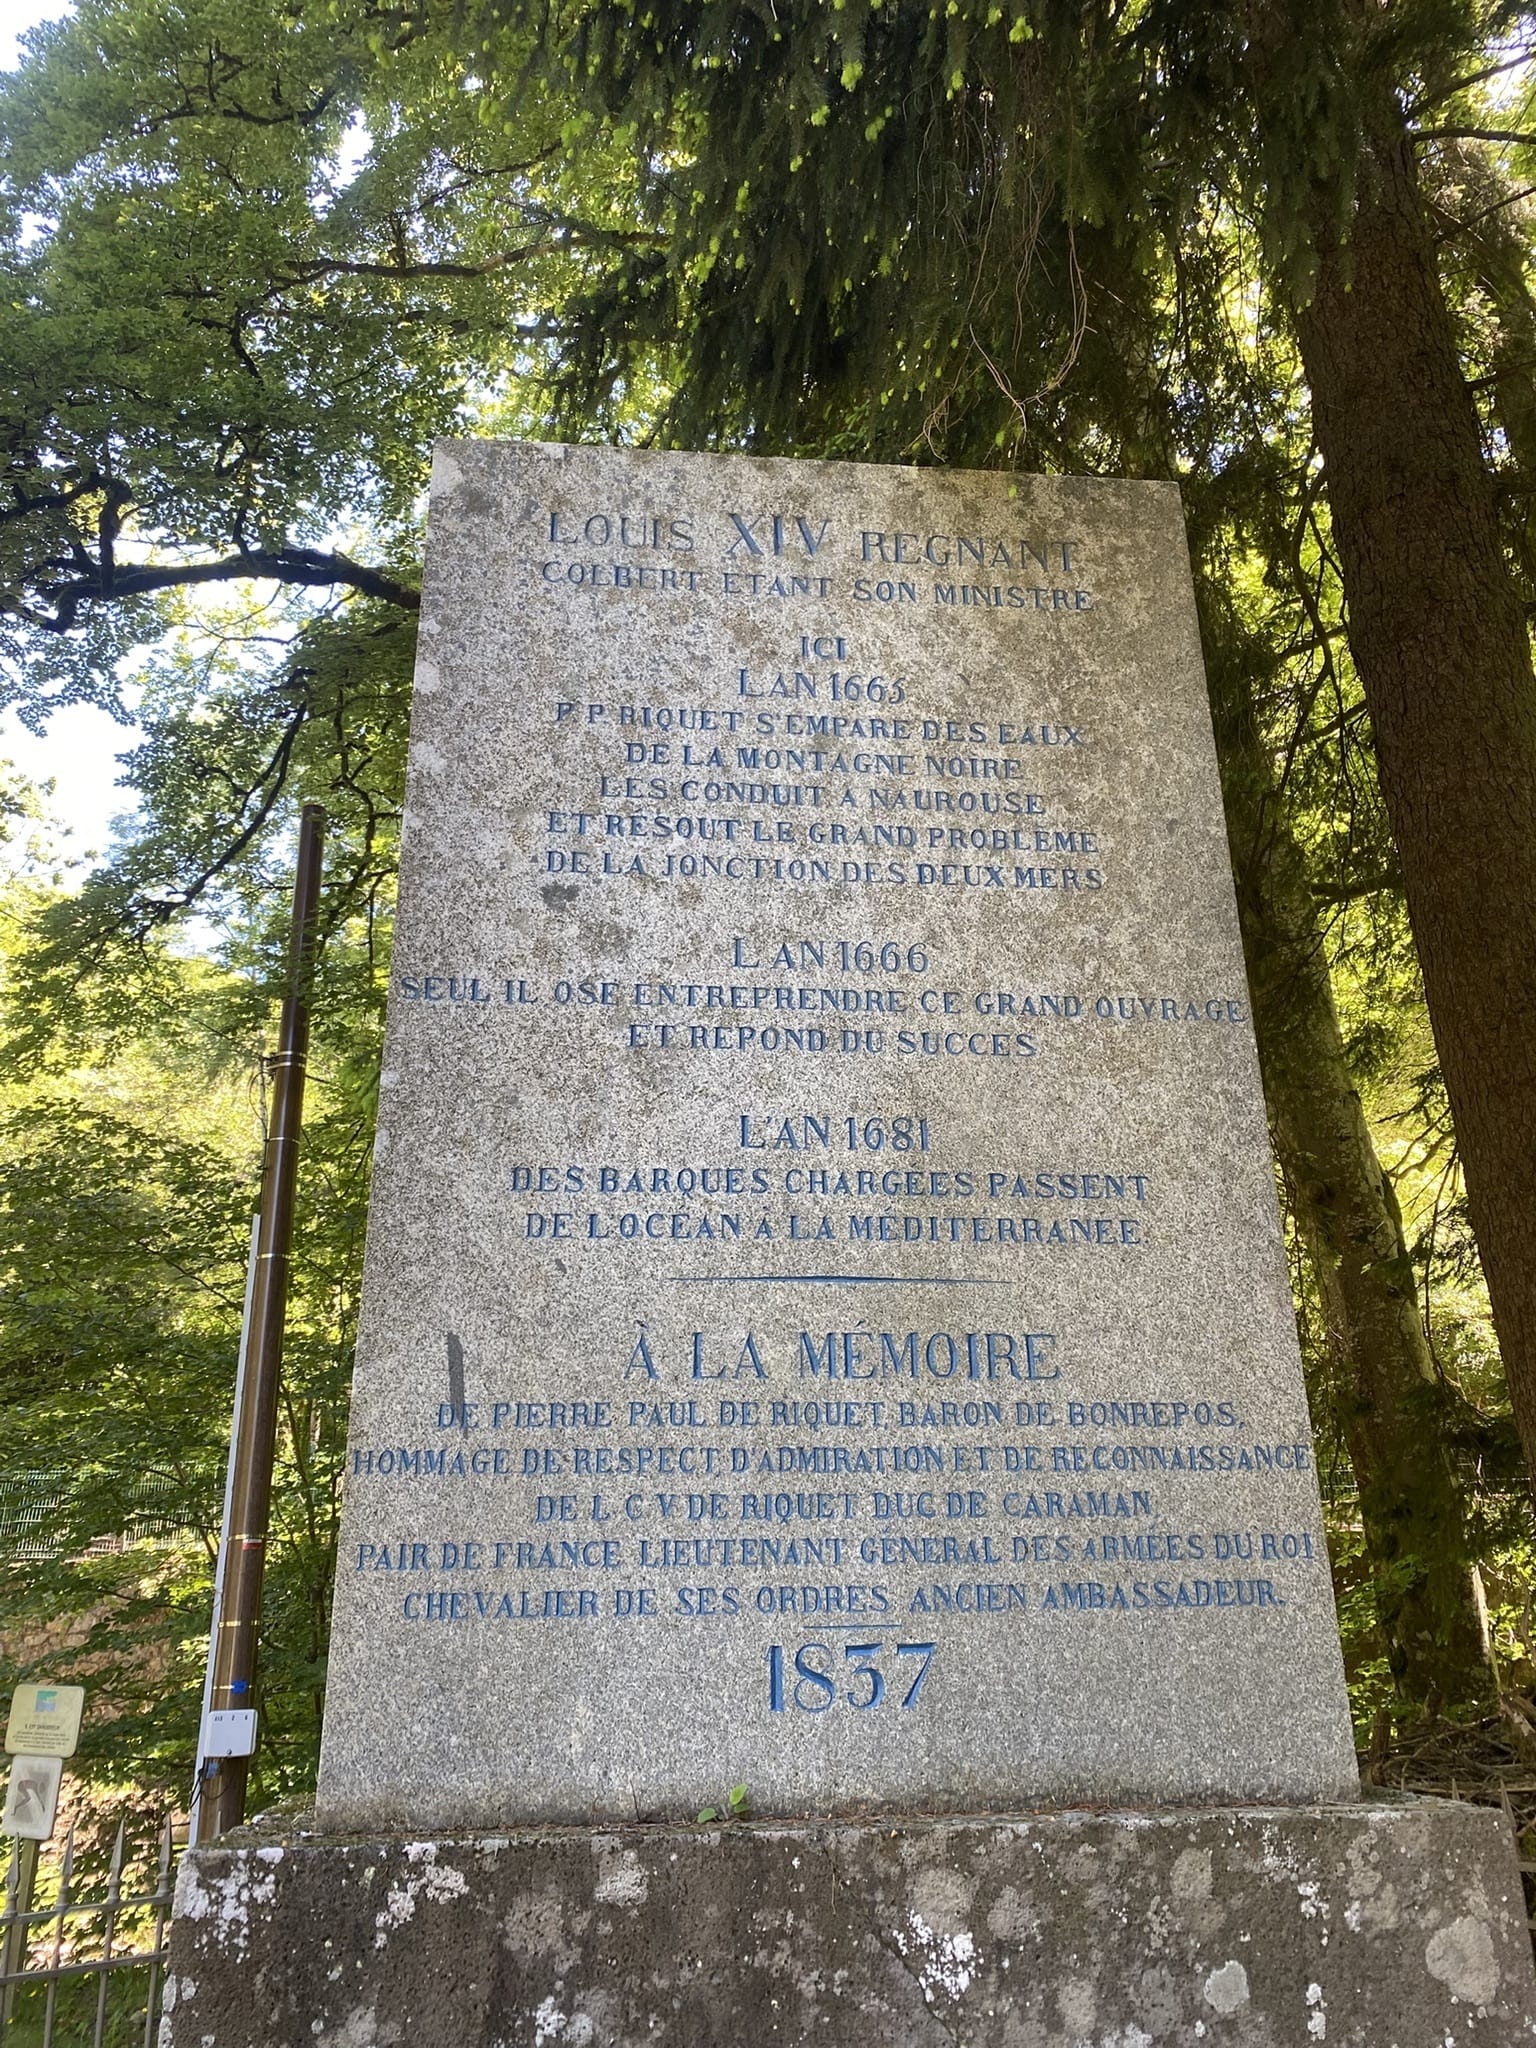 LOUIS XIV REGNANT
COLBERT ETANT SON MINISTRE
ICI
L'AN 1665
P. P. RIQUET S'EMPARE DES EAUX
DE LA MONTAGNE NOIRE
LES CONDUIT A NAUROUSE
ET RESOUT LE GRAND PROBLEME
DE LA JONCTION DES DEUX MERS
L'AN 1666
SEUL IL OSE ENTREPRENDRE CE GRAND OUVRAGE
ET REPOND DU SUCCES
L'AN 1681
DES BARQUES CHARGÉES PASSENT
DE L'OCÉAN À LA MÉDITERRANÉE.
À LA MÉMOIRE
DE PIERRE PAUL DE RIQUET, BARON DE BONREPOS,
HOMMAGE DE RESPECT D'ADMIRATION ET DE RECONNAISSANCE
DE L. C. V. DE RIQUET DUC DE CARAMAN
PAIR DE FRANCE LIEUTENANT GÉNÉRAL DES ARMÉES DU ROI
CHEVALIER DE SES ORDRES ANCIEN AMBASSADEUR.
1837